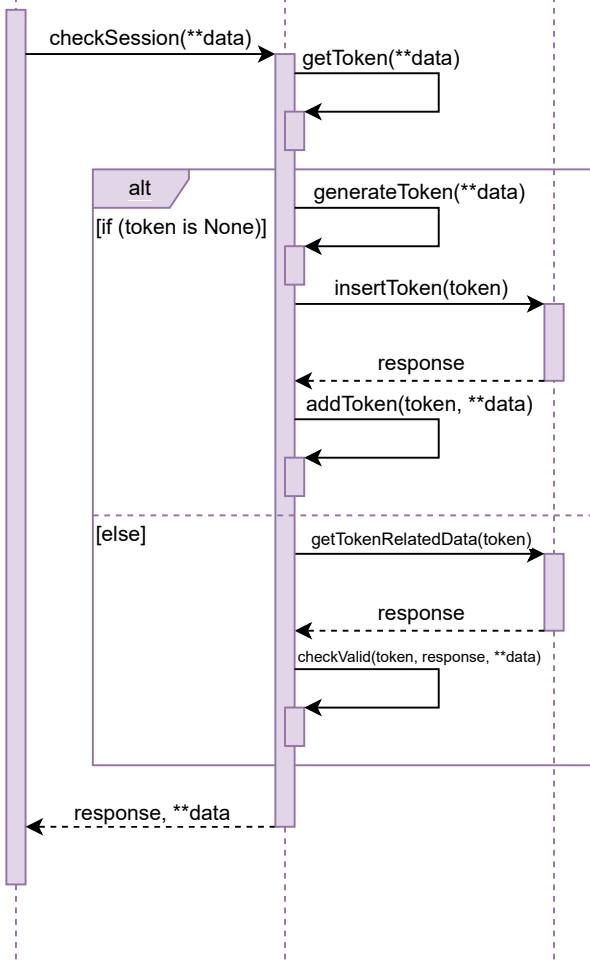 checkSession(**data)
getToken(**data)
alt
generateToken(**data)
[if (token is None)]
insertToken(token)
response
addToken(token, **data)
[else]
getTokenRelatedData(token)
response
checkValid(token, response, **data)
response, **data